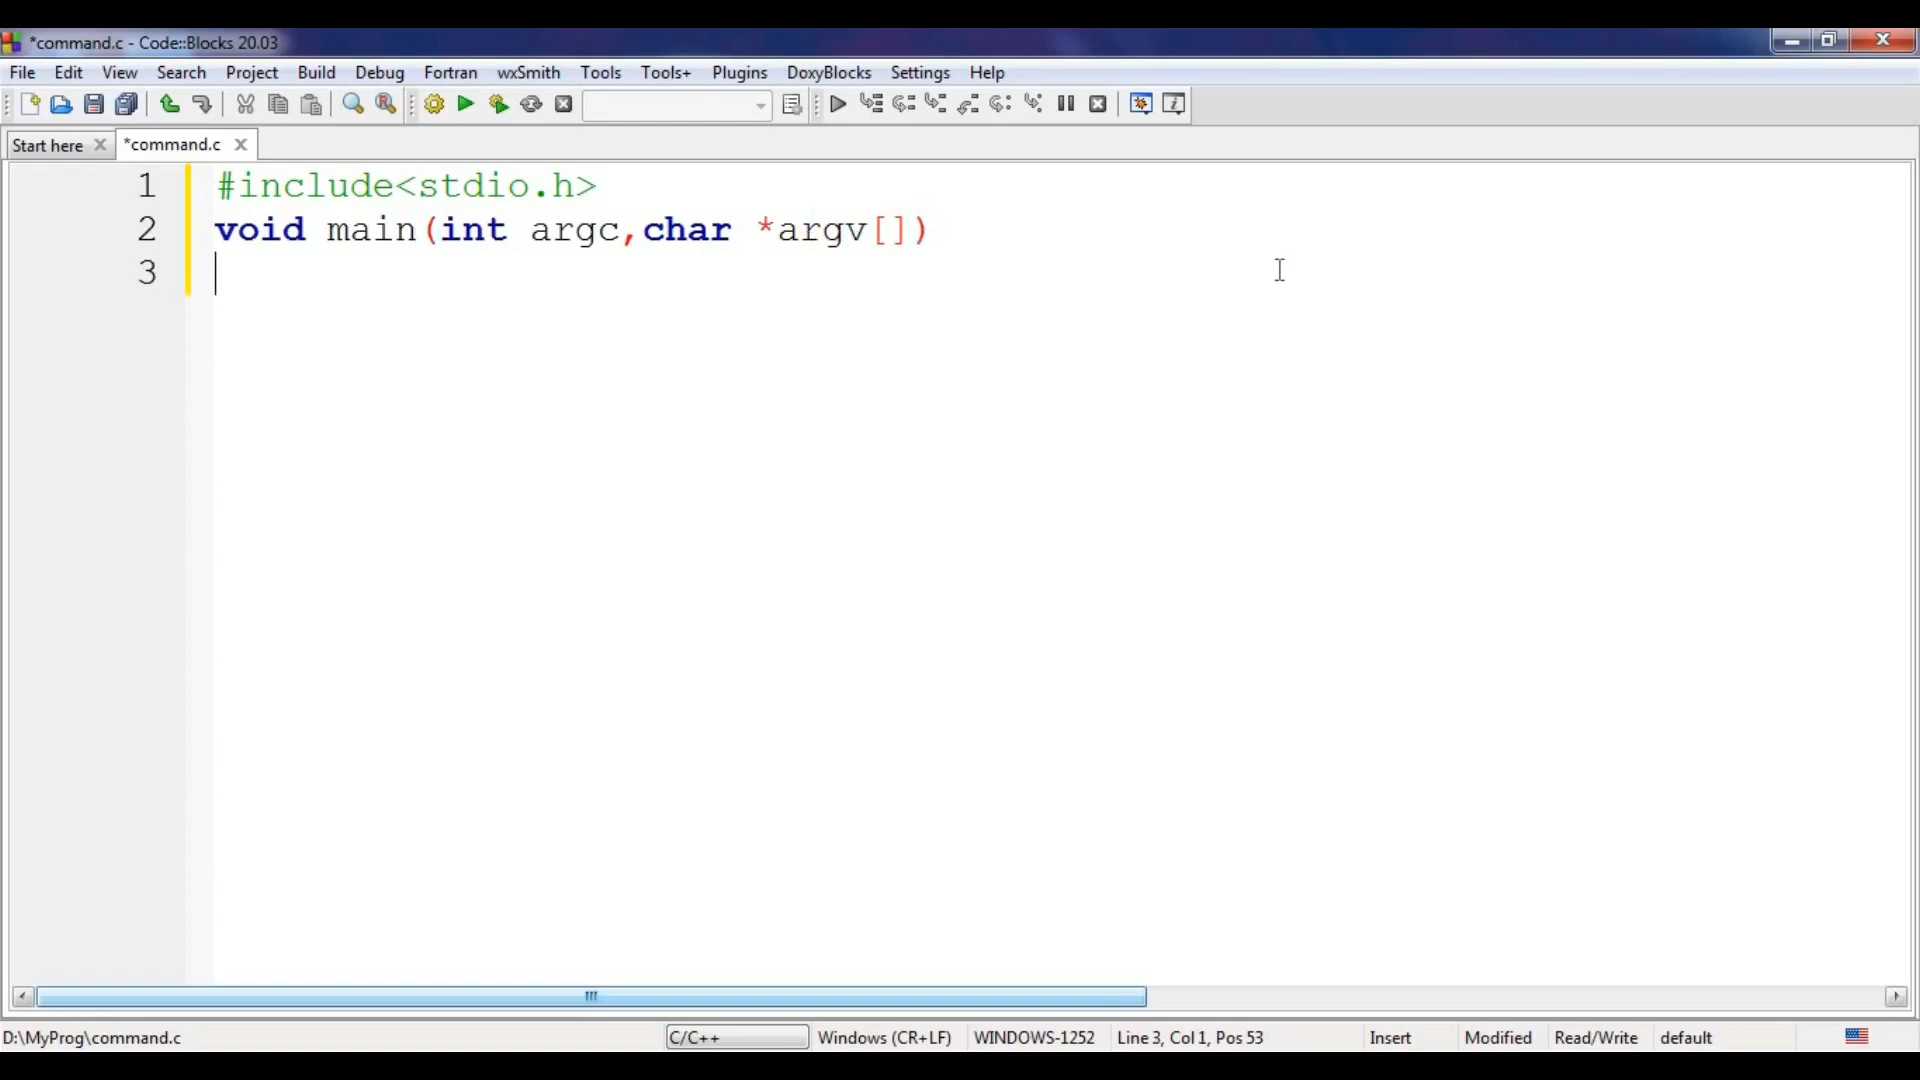 *command.c - Code::Blocks 20.03
File Edit View Search Project Build Debug Fortran wxSmith Tools Tools+ Plugins DoxyBlocks Settings Help
Start here *command.c
1 #include<stdio.h>
2 void main(int argc,char *argv[])
3
D:\MyProg\command.c C/C++ Windows (CR+LF) WINDOWS-1252 Line 3, Col 1, Pos 53 Insert Modified Read/Write default